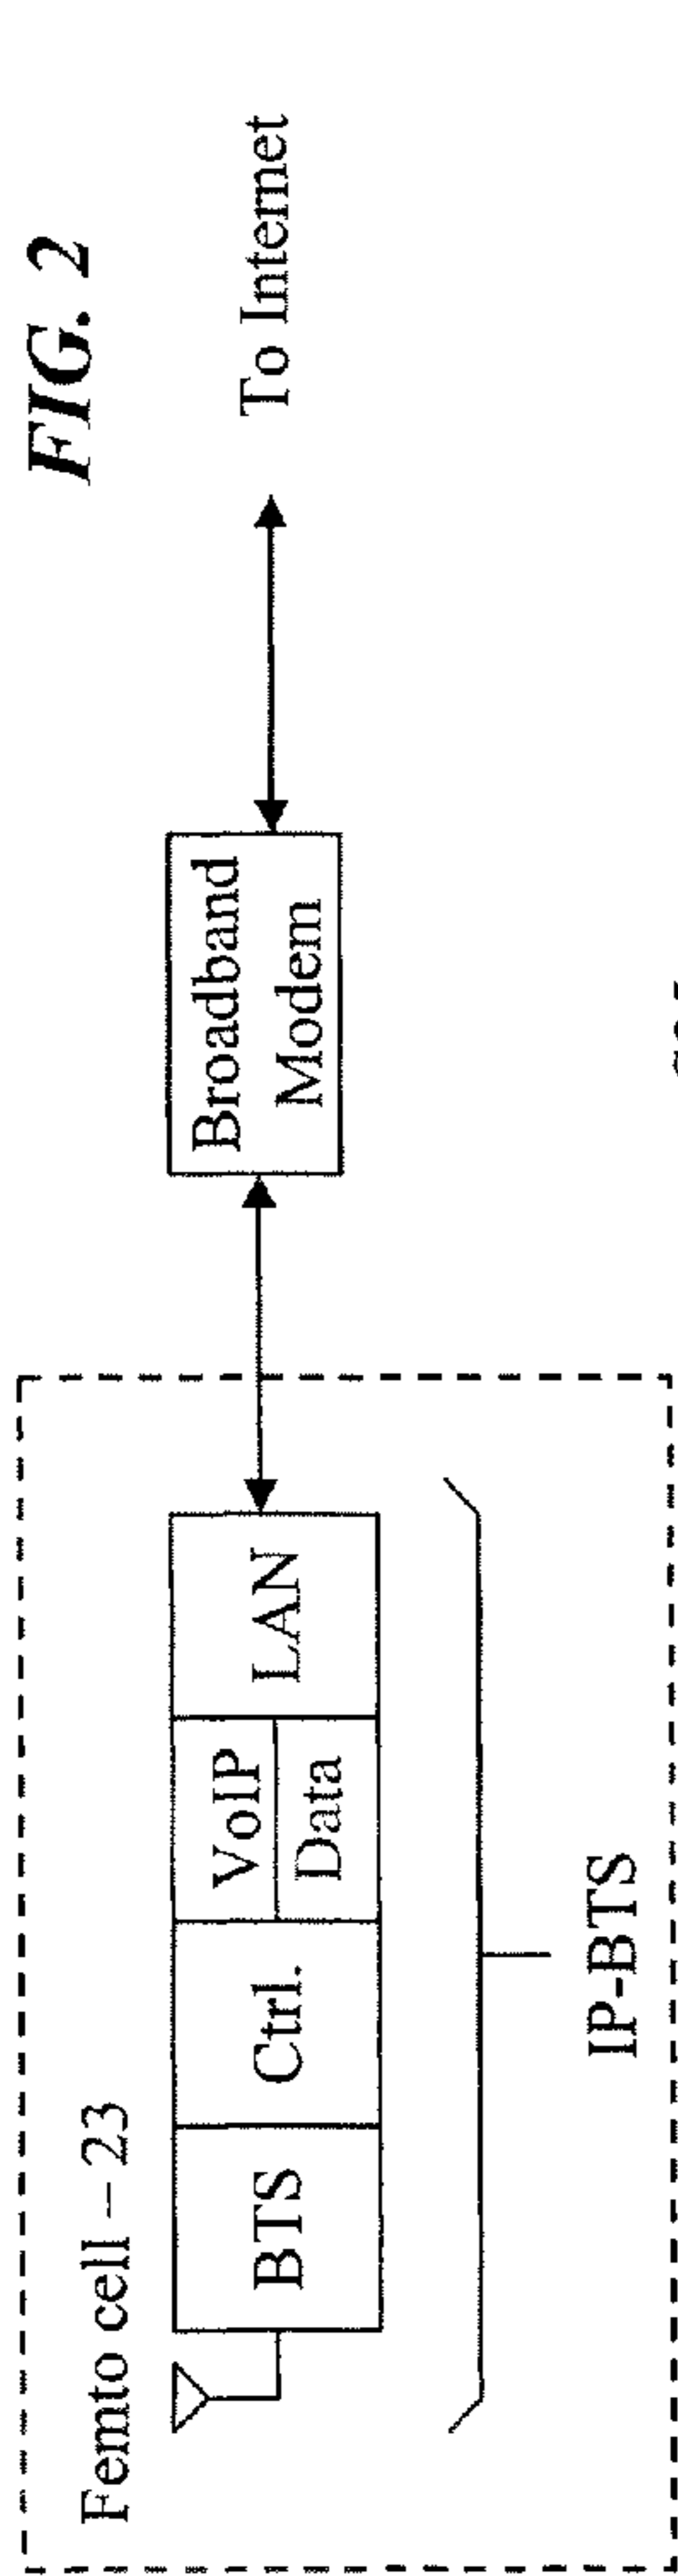 FIG. 2
Femto cell – 23
BTS
Ctrl.
VoIP
Data
LAN
Broadband
Modem
To Internet
IP-BTS